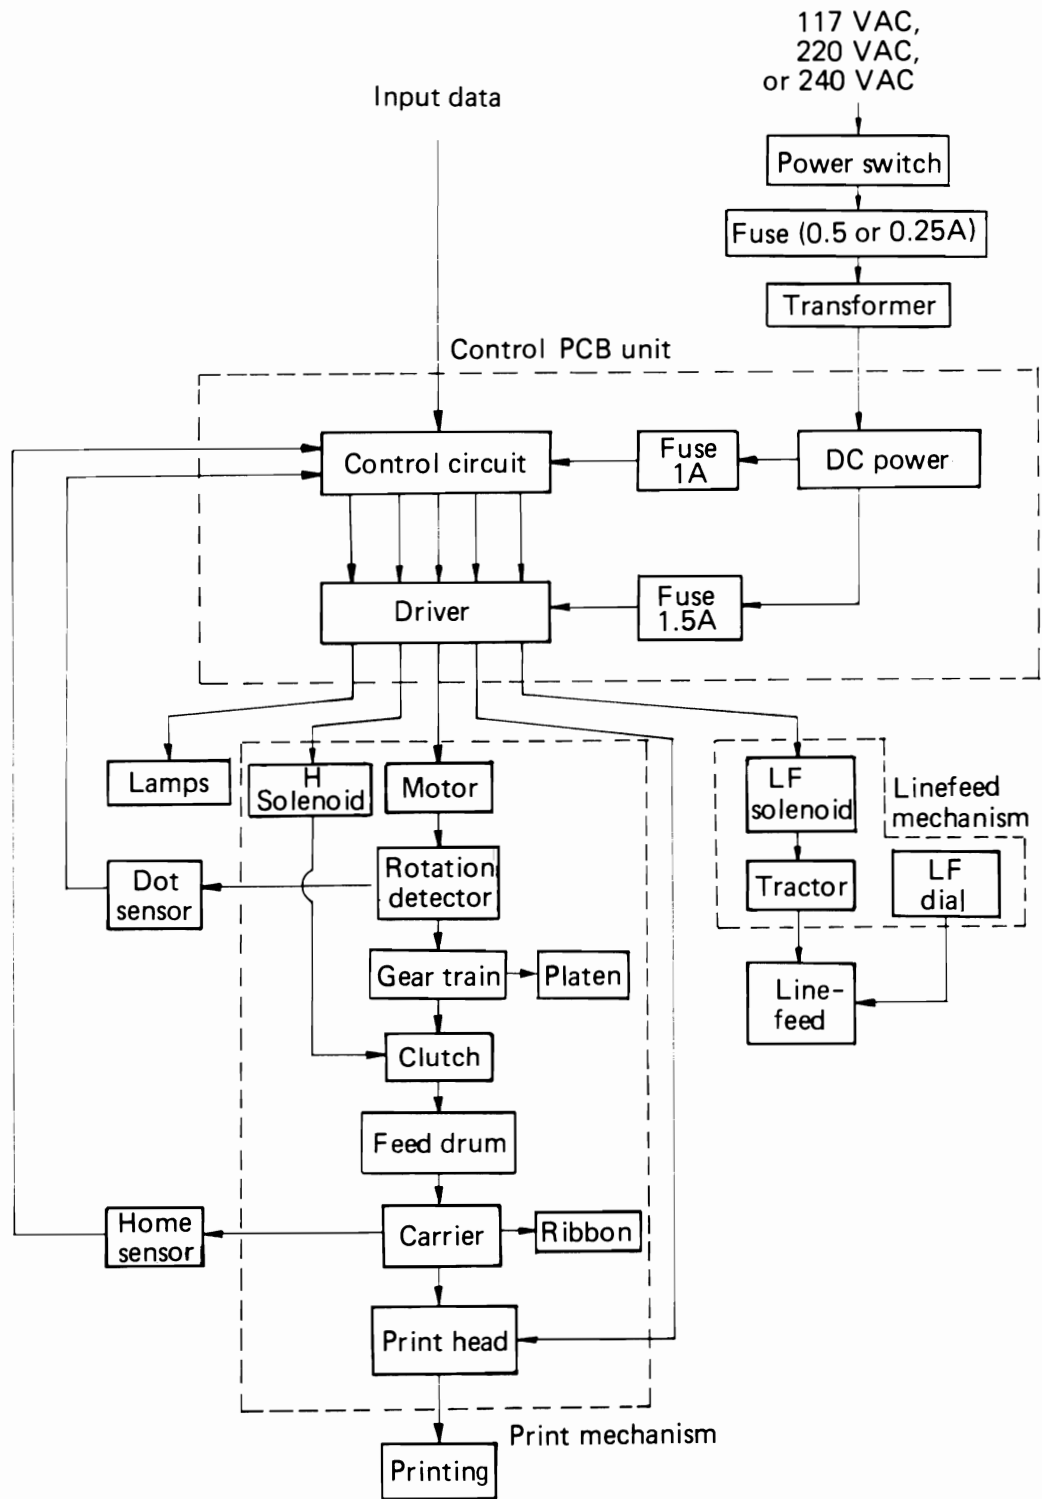 117 VAC,
220 VAC,
or 240 VAC
Input data
Power switch
Fuse (0.5 or 0.25A)
Transformer
Control PCB unit
Control circuit
Fuse
1A
DC power
Driver
Fuse
1.5A
Lamps
H
Solenoid
Motor
LF
solenoid
Linefeed
mechanism
Dot
sensor
Rotation
detector
Tractor
LF
dial
Gear train
Platen
Line-
feed
Clutch
Feed drum
Home
sensor
Carrier
Ribbon
Print head
Print mechanism
Printing